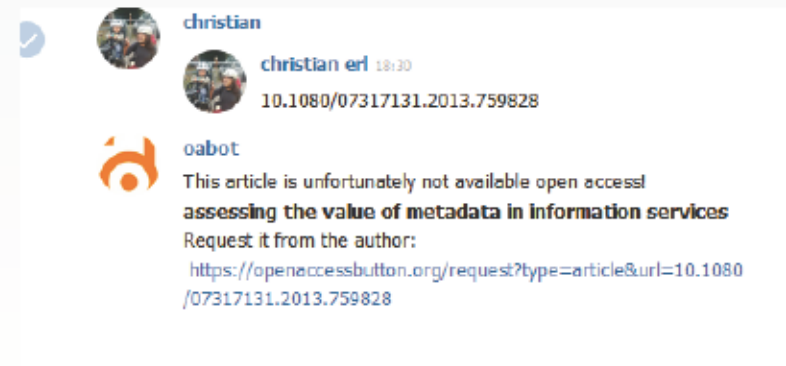 christian
christian erl 18:30
10.1080/07317131.2013.759828
oabot
This article is unfortunately not available open access!
assessing the value of metadata in information services
Request it from the author:
https://openaccessbutton.org/request?type=article&url=10.1080
/07317131.2013.759828